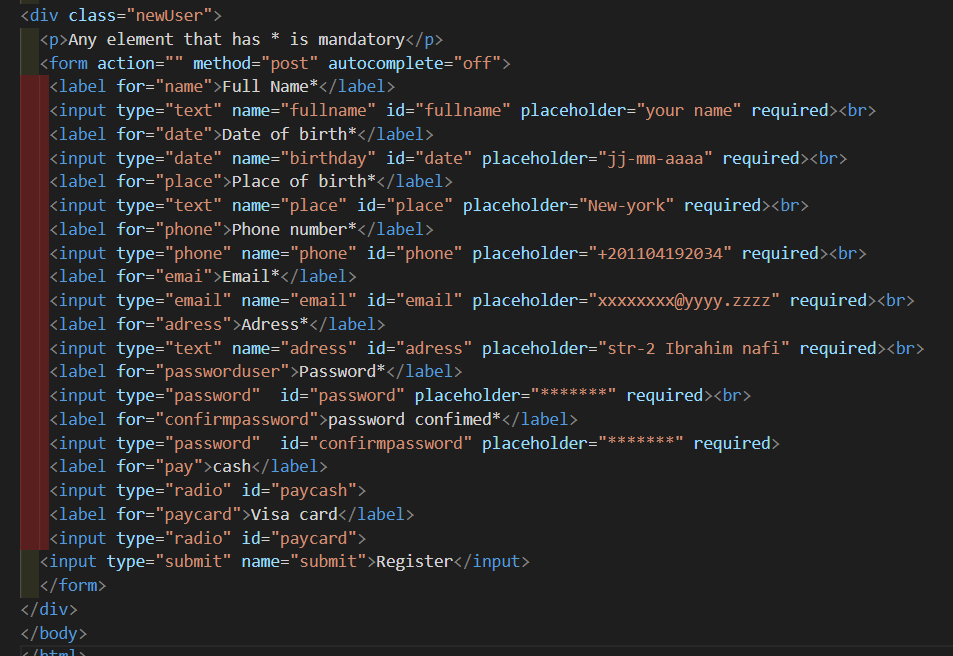 <div class="newUser">
<p>Any element that has * is mandatory</p>
<form action="" method="post" autocomplete="off">
<label for="name">Full Name*</label>
<input type="text" name="fullname" id="fullname" placeholder="your name" required><br>
<label for="date">Date of birth*</label>
<input type="date" name="birthday" id="date" placeholder="jj-mm-aaaa" required><br>
<label for="place">Place of birth*</label>
<input type="text" name="place" id="place" placeholder="New-york" required><br>
<label for="phone">Phone number*</label>
<input type="phone" name="phone" id="phone" placeholder="+201104192034" required><br>
<label for="emai">Email*</label>
<input type="email" name="email" id="email" placeholder="xxxxxxxx@yyyy.zzzz" required><br>
<label for="adress">Adress*</label>
<input type="text" name="adress" id="adress" placeholder="str-2 Ibrahim nafi" required><br>
<label for="passworduser">Password*</label>
<input type="password"  id="password" placeholder="*******" required><br>
<label for="confirmpassword">password confimed*</label>
<input type="password"  id="confirmpassword" placeholder="*******" required>
<label for="pay">cash</label>
<input type="radio" id="paycash">
<label for="paycard">Visa card</label>
<input type="radio" id="paycard">
<input type="submit" name="submit">Register</input>
</form>
</div>
</body>
</html>